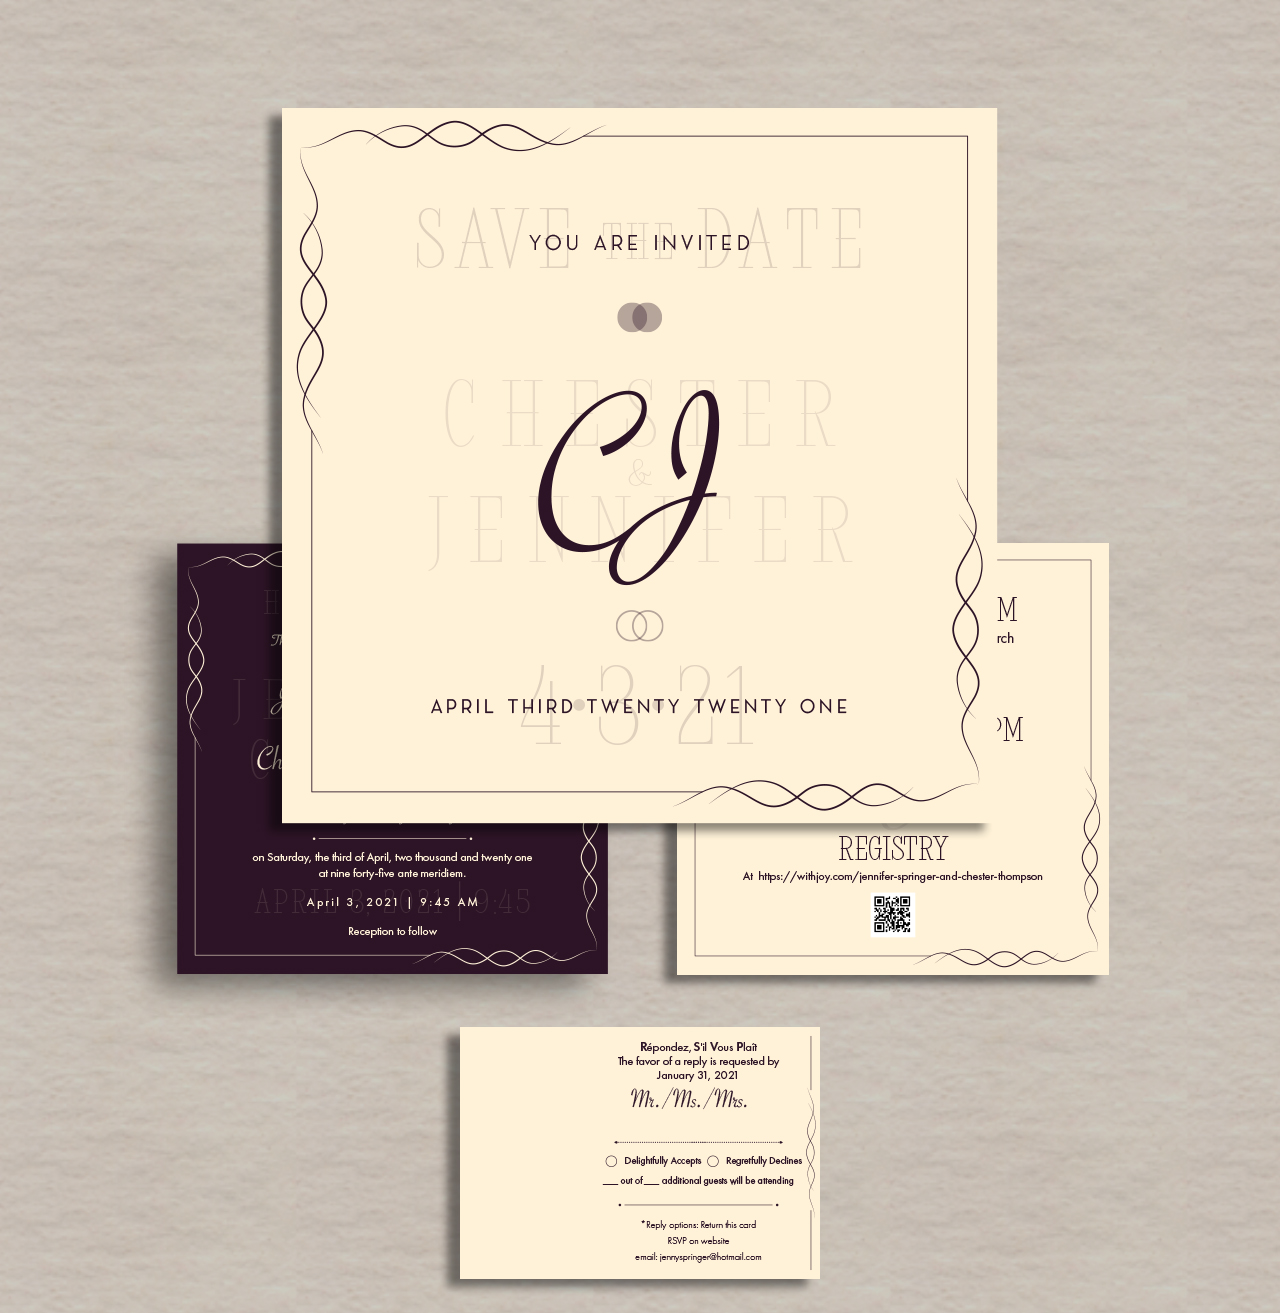 SAVE THE DATE
YOU ARE INVITED
CHESTER
CJ
&
JENNIFER
4•3•21
APRIL THIRD TWENTY TWENTY ONE
H
Th
JE
Ch
on Saturday, the third of April, two thousand and twenty one
at nine forty-five ante meridiem.
APRIL 3, 2021 | 9:45
April 3, 2021 | 9:45 AM
Reception to follow
M
rch
PM
REGISTRY
At https://withjoy.com/jennifer-springer-and-chester-thompson
Répondez, S'il Vous Plaît
The favor of a reply is requested by
January 31, 2021
Mr./Ms./Mrs.
Delightfully Accepts Regretfully Declines
___ out of ___ additional guests will be attending
*Reply options: Return this card
RSVP on website
email: jennyspringer@hotmail.com